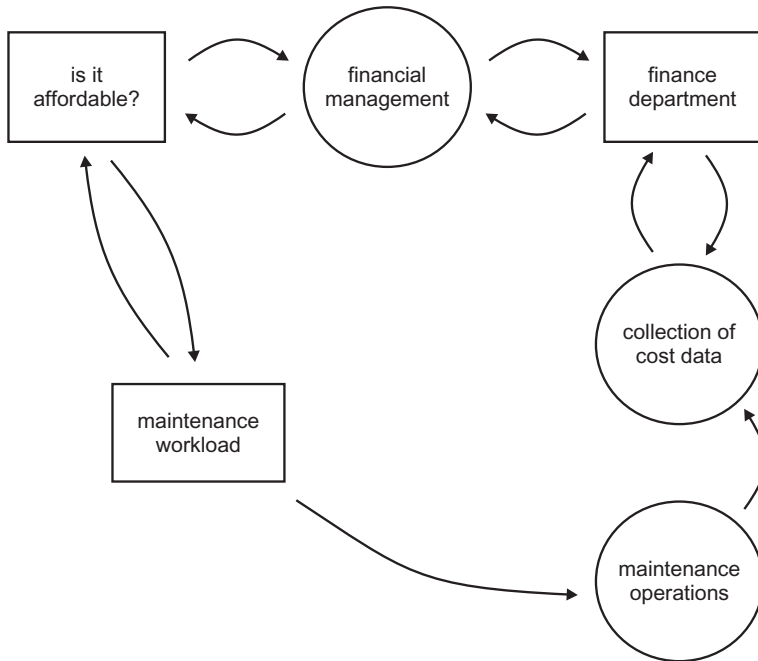 is it
affordable?
financial
management
finance
department
collection of
cost data
maintenance
workload
maintenance
operations